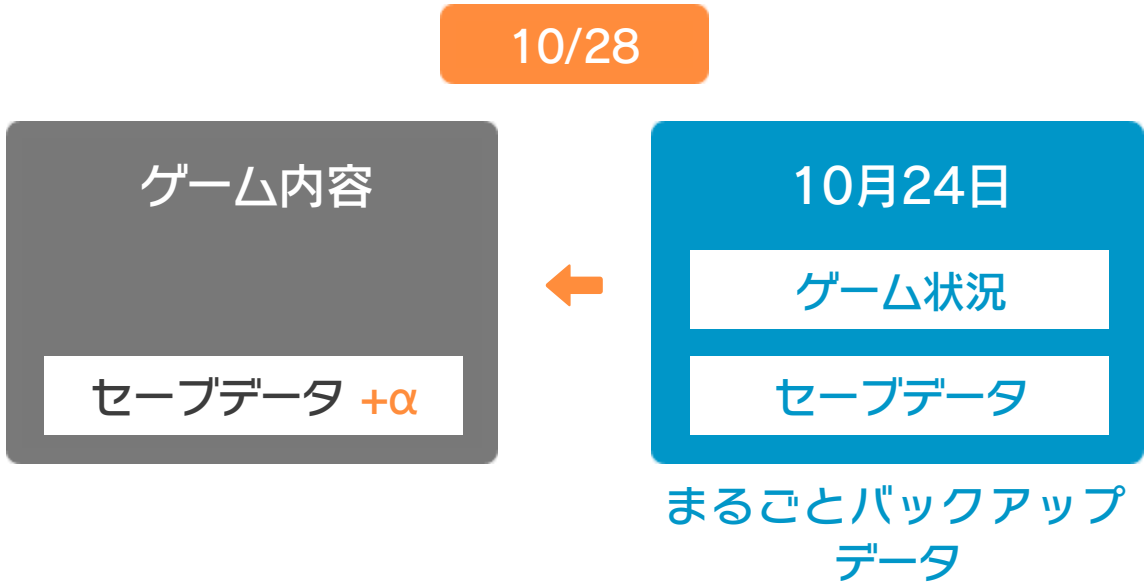 10/28
ゲーム内容
セーブデータ +α
10月24日
ゲーム状況
セーブデータ
まるごとバックアップ
データ